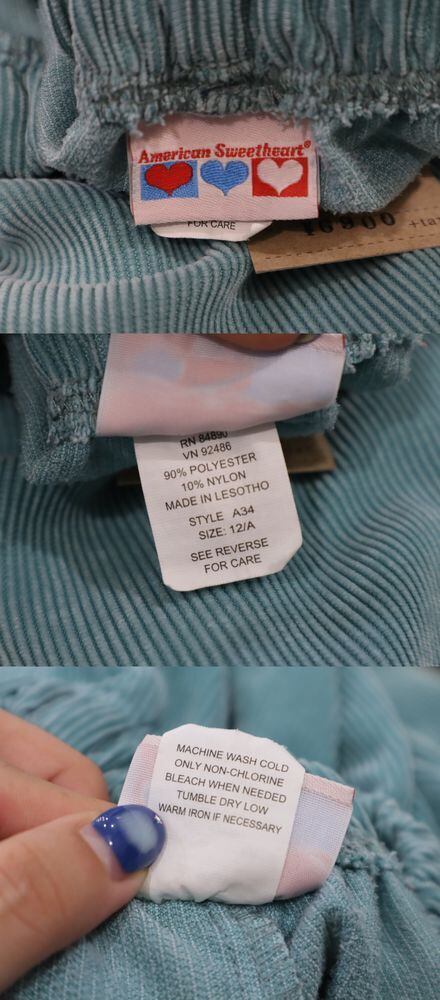 American Sweetheart®
FOR CARE
16900 +ta
RN 84890
VN 92486
90% POLYESTER
10% NYLON
MADE IN LESOTHO
STYLE A34
SIZE: 12/A
SEE REVERSE
FOR CARE
MACHINE WASH COLD
ONLY NON-CHLORINE
BLEACH WHEN NEEDED
TUMBLE DRY LOW
WARM IRON IF NECESSARY